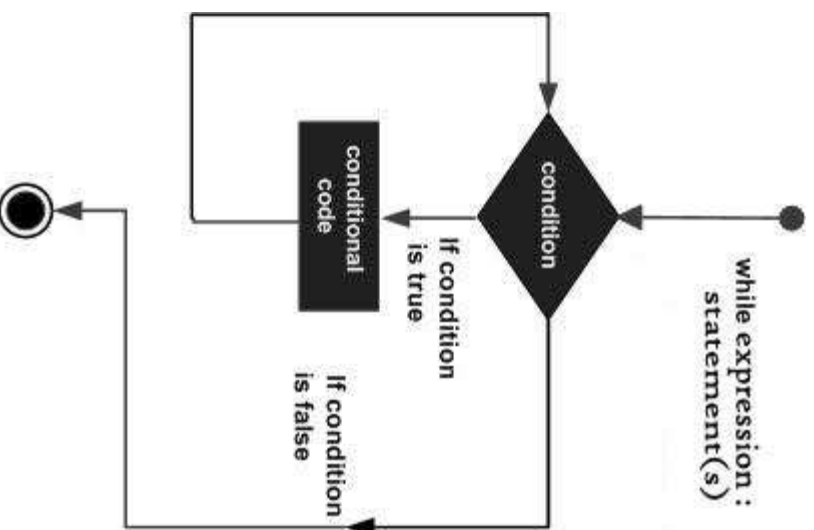 while expression :
statement(s)
condition
If condition
is true
conditional
code
If condition
is false